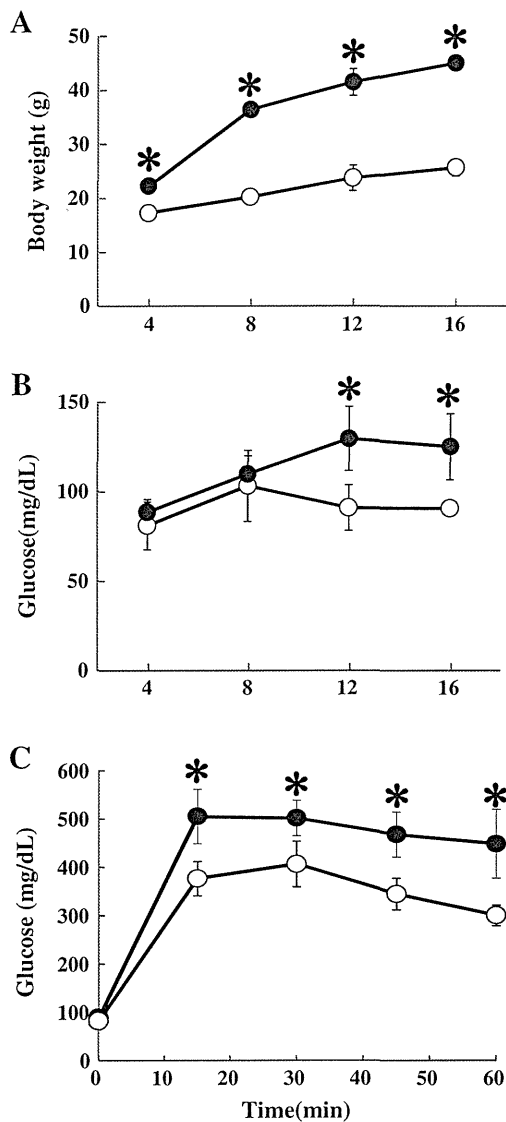 A
Body weight (g)
50
40
30
20
10
0
* * * *
4 8 12 16
B
Glucose(mg/dL)
150
100
50
0
* *
4 8 12 16
C
Glucose (mg/dL)
600
500
400
300
200
100
0
* * * *
0 10 20 30 40 50 60
Time(min)